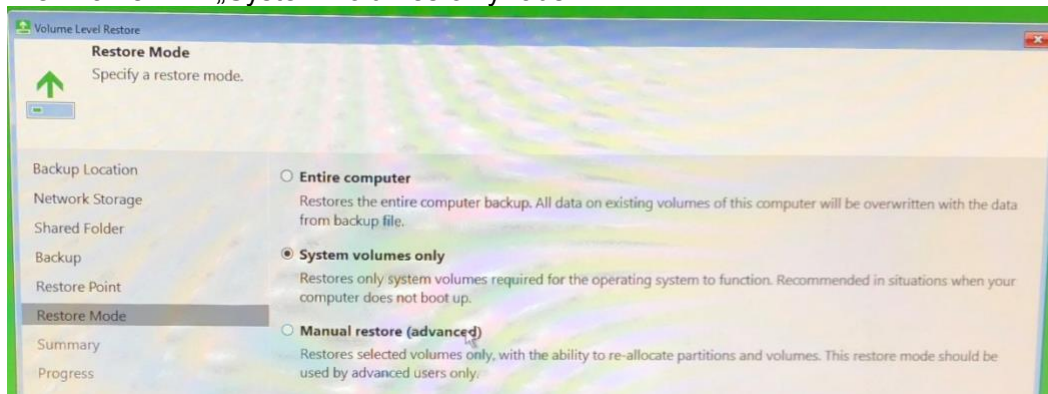 „System volumes only
Volume Level Restore
Restore Mode
Specify a restore mode.
Backup Location
Network Storage
Shared Folder
Backup
Restore Point
Restore Mode
Summary
Progress
Entire computer
Restores the entire computer backup. All data on existing volumes of this computer will be overwritten with the data
from backup file.
System volumes only
Restores only system volumes required for the operating system to function. Recommended in situations when your
computer does not boot up.
Manual restore (advanced)
Restores selected volumes only, with the ability to re-allocate partitions and volumes. This restore mode should be
used by advanced users only.